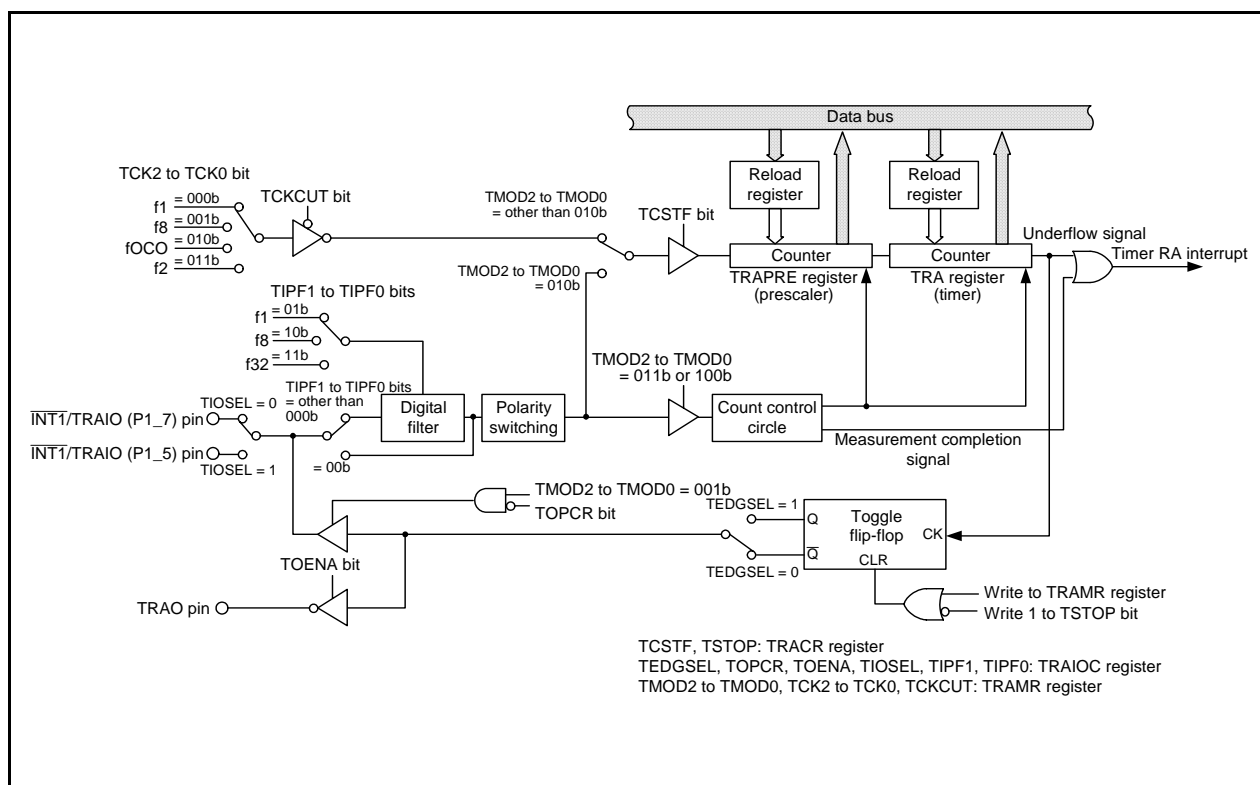 Data bus
TCK2 to TCK0 bit
f1 = 000b
f8 = 001b
fOCO = 010b
f2 = 011b
TCKCUT bit
TMOD2 to TMOD0
= other than 010b
TCSTF bit
Reload
register
Reload
register
Counter
TRAPRE register
(prescaler)
Counter
TRA register
(timer)
Underflow signal
Timer RA interrupt
TMOD2 to TMOD0
= 010b
TIPF1 to TIPF0 bits
f1 = 01b
f8 = 10b
f32 = 11b
TMOD2 to TMOD0
= 011b or 100b
TIPF1 to TIPF0 bits
= other than
000b
= 00b
Digital
filter
Polarity
switching
Count control
circle
Measurement completion
signal
TIOSEL = 0
INT1/TRAIO (P1_7) pin
INT1/TRAIO (P1_5) pin
TIOSEL = 1
TMOD2 to TMOD0 = 001b
TOPCR bit
TEDGSEL = 1
TEDGSEL = 0
Q
Q
Toggle
flip-flop
CK
CLR
TOENA bit
TRAO pin
Write to TRAMR register
Write 1 to TSTOP bit
TCSTF, TSTOP: TRACR register
TEDGSEL, TOPCR, TOENA, TIOSEL, TIPF1, TIPF0: TRAIOC register
TMOD2 to TMOD0, TCK2 to TCK0, TCKCUT: TRAMR register